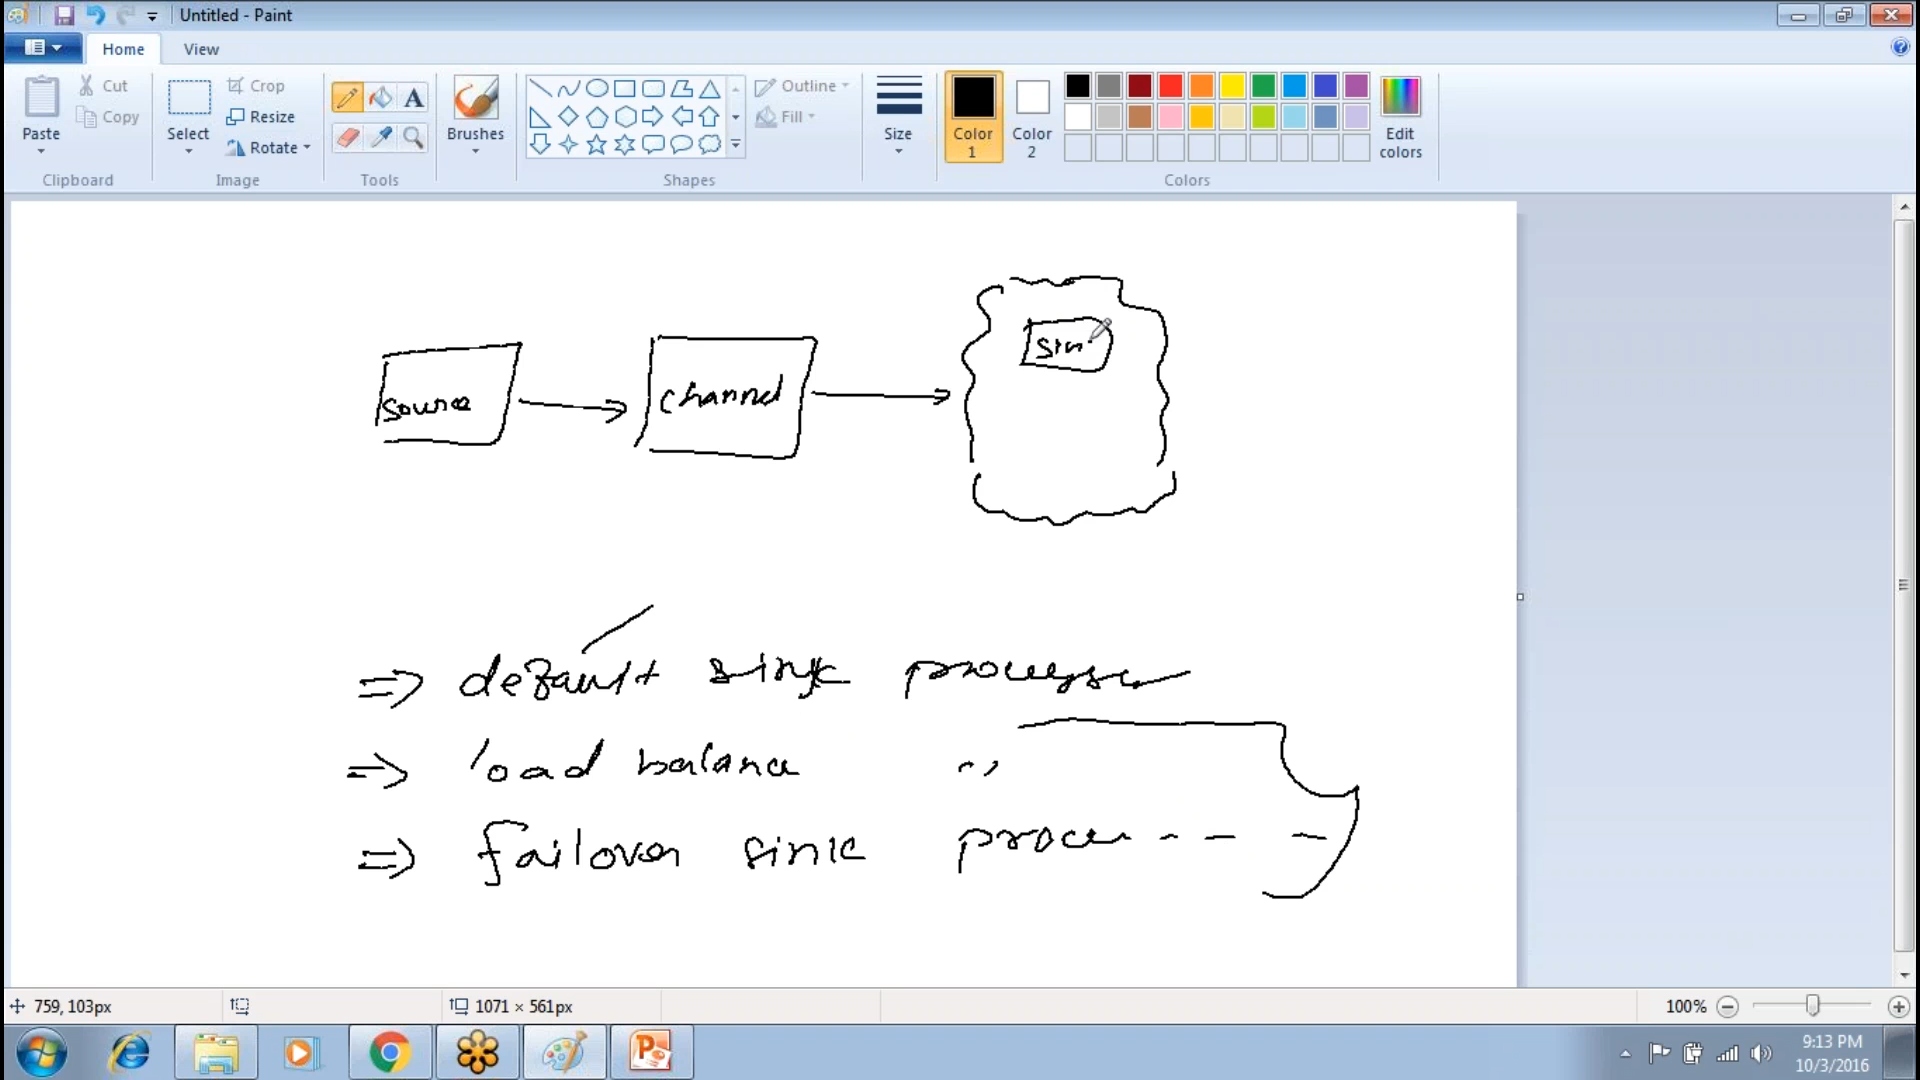 Untitled - Paint
Home View
Paste
Cut
Copy
Clipboard
Select
Crop
Resize
Rotate
Image
A
Tools
Brushes
Shapes
Outline
Fill
Size
Color 1
Color 2
Edit colors
Colors
source
channel
sin
=> default sink processor
=> load balance ,,
=> failover sink proce - - -
759, 103px
1071 × 561px
100%
9:13 PM
10/3/2016